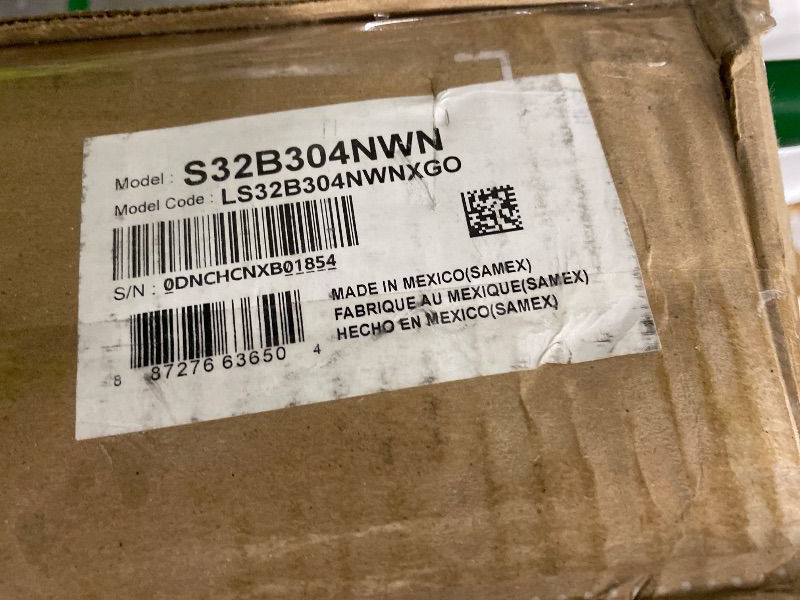 Model : S32B304NWN
Model Code : LS32B304NWNXGO
S/N : 0DNCHCNXB01854
MADE IN MEXICO(SAMEX)
FABRIQUE AU MEXIQUE(SAMEX)
HECHO EN MEXICO(SAMEX)
8 87276 63650 4